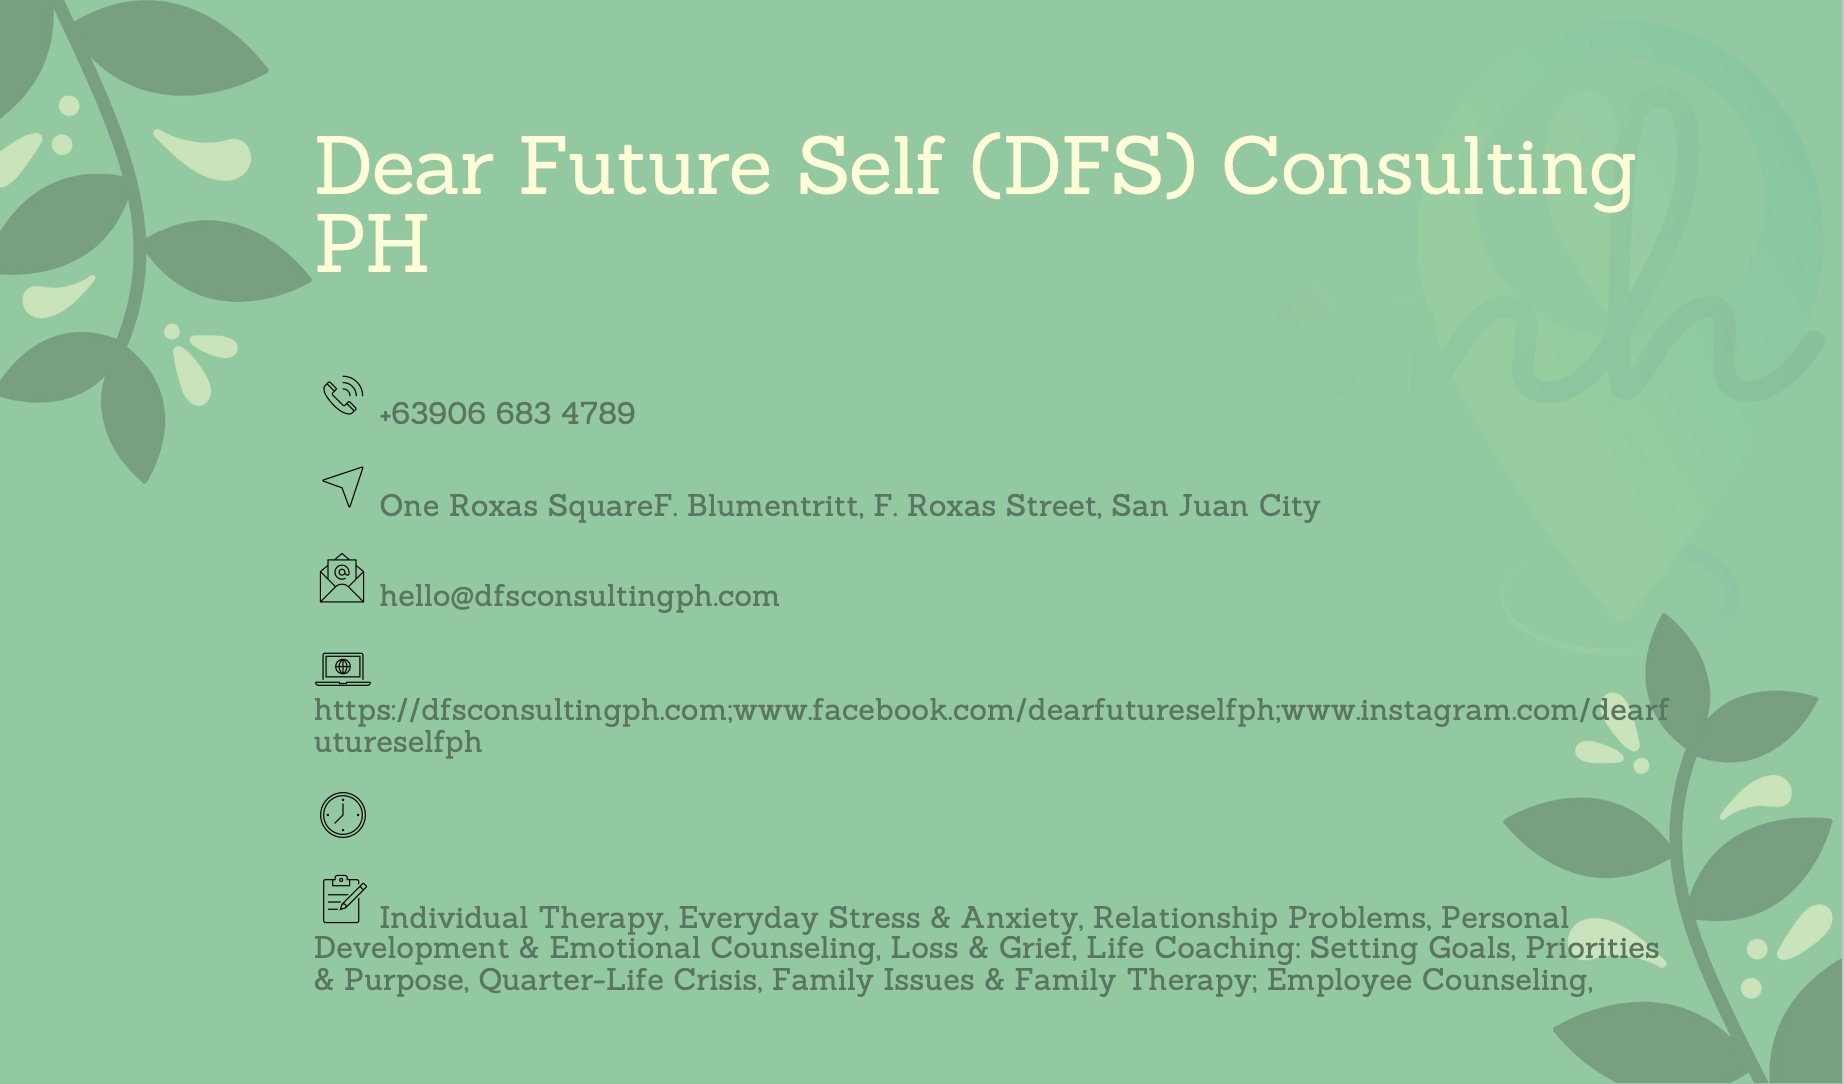 Dear Future Self (DFS) Consulting
PH
+63906 683 4789
One Roxas SquareF. Blumentritt, F. Roxas Street, San Juan City
hello@dfsconsultingph.com
https://dfsconsultingph.com;www.facebook.com/dearfutureselfph;www.instagram.com/dearf
utureselfph
Individual Therapy, Everyday Stress & Anxiety, Relationship Problems, Personal
Development & Emotional Counseling, Loss & Grief, Life Coaching: Setting Goals, Priorities
& Purpose, Quarter-Life Crisis, Family Issues & Family Therapy; Employee Counseling,